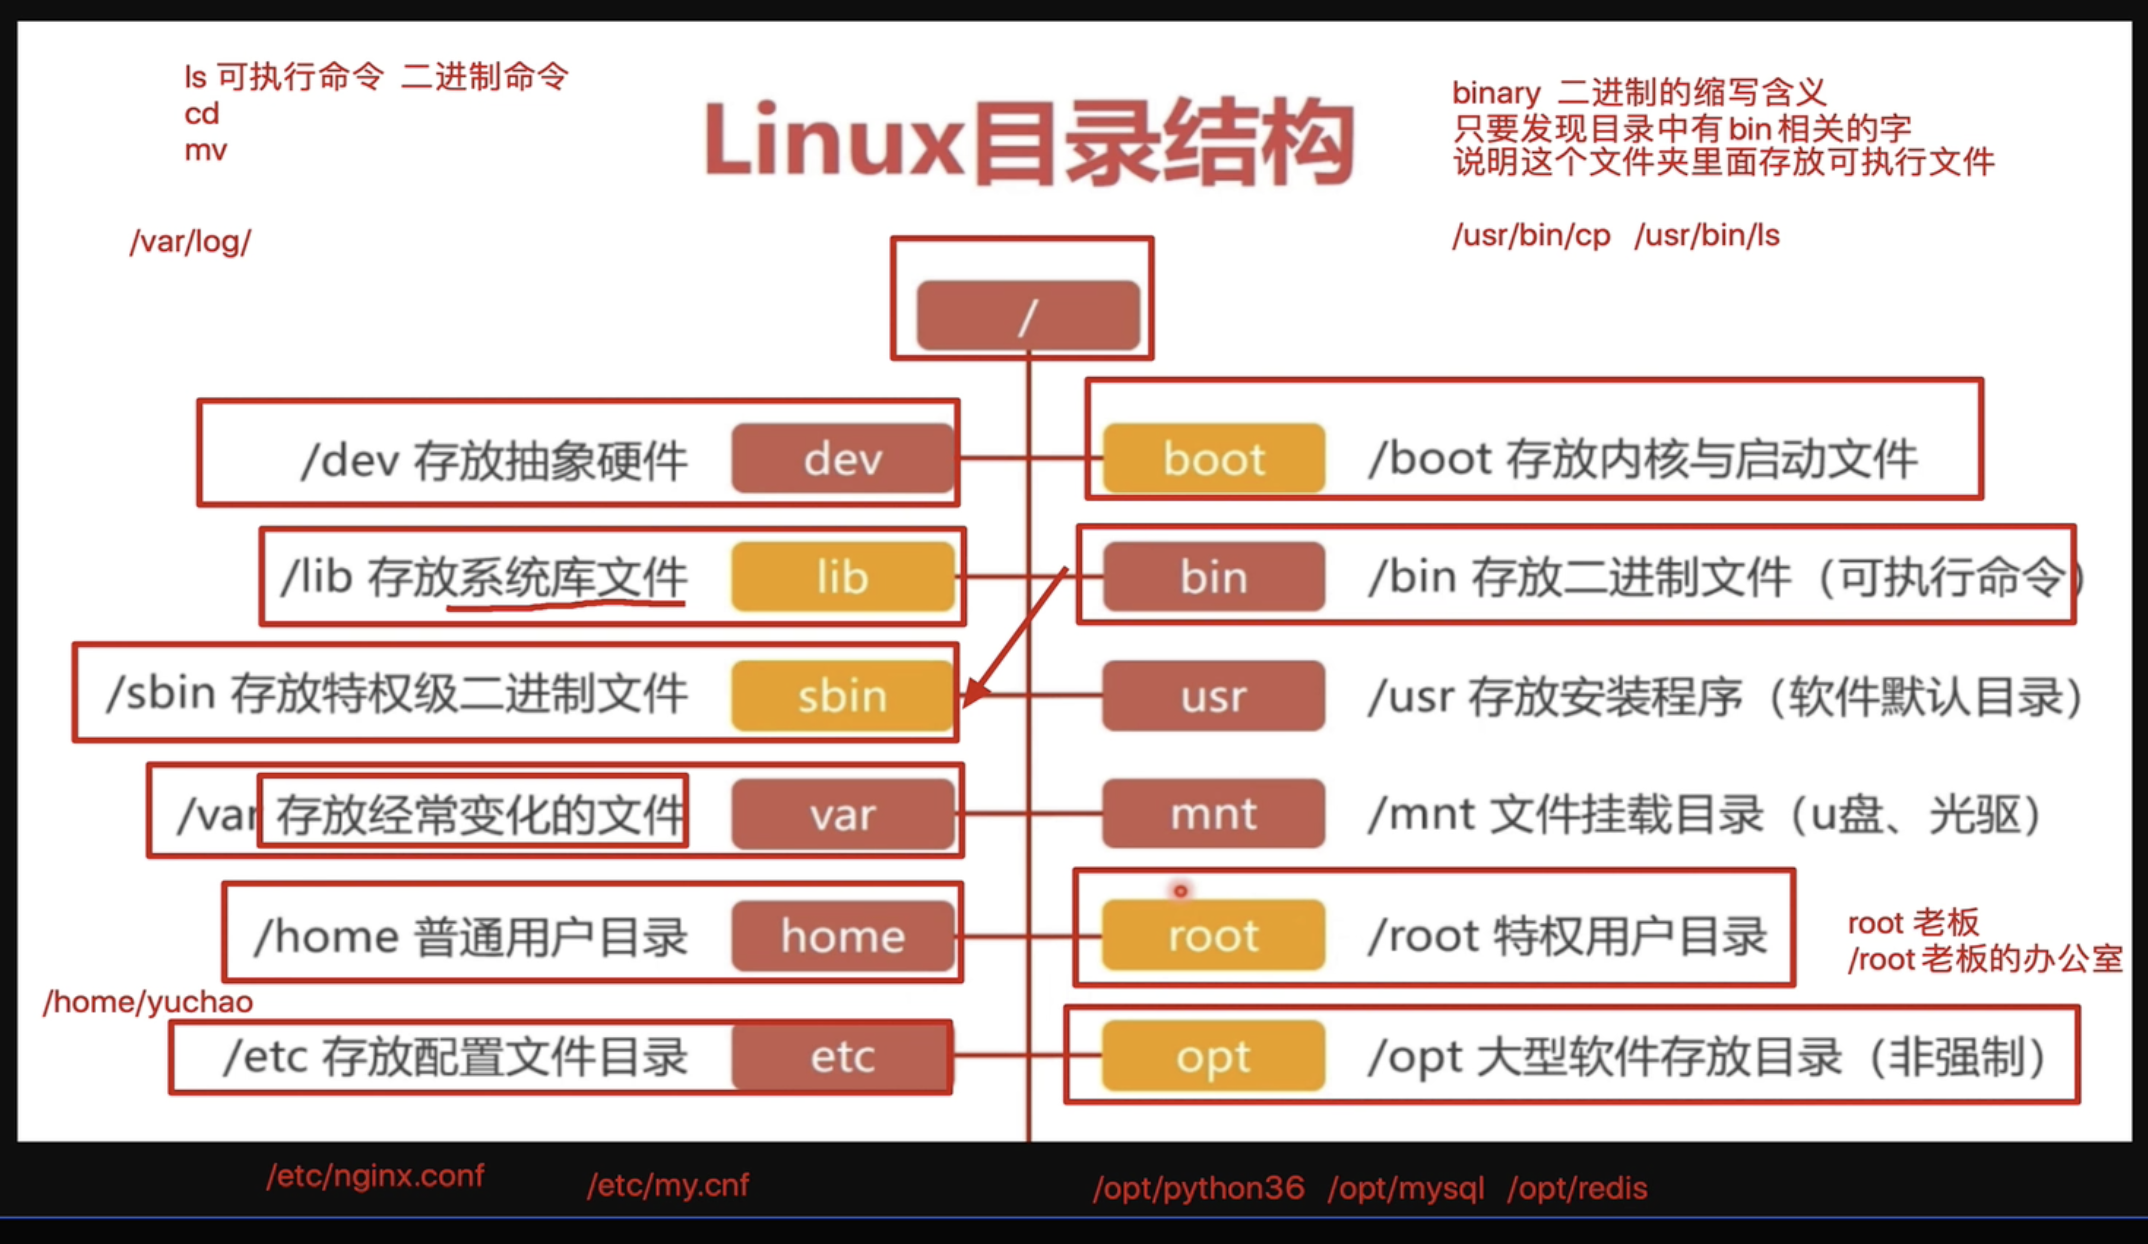 ls 可执行命令 二进制命令
cd
mv
Linux目录结构
binary 二进制的缩写含义
只要发现目录中有bin相关的字
说明这个文件夹里面存放可执行文件
/var/log/
/usr/bin/cp /usr/bin/ls
/
/dev 存放抽象硬件 dev
boot /boot 存放内核与启动文件
/lib 存放系统库文件 lib
bin /bin 存放二进制文件（可执行命令）
/sbin 存放特权级二进制文件 sbin
usr /usr 存放安装程序（软件默认目录）
/var 存放经常变化的文件 var
mnt /mnt 文件挂载目录（u盘、光驱）
/home 普通用户目录 home
root /root 特权用户目录
root 老板
/root 老板的办公室
/home/yuchao
/etc 存放配置文件目录 etc
opt /opt 大型软件存放目录（非强制）
/etc/nginx.conf /etc/my.cnf
/opt/python36 /opt/mysql /opt/redis